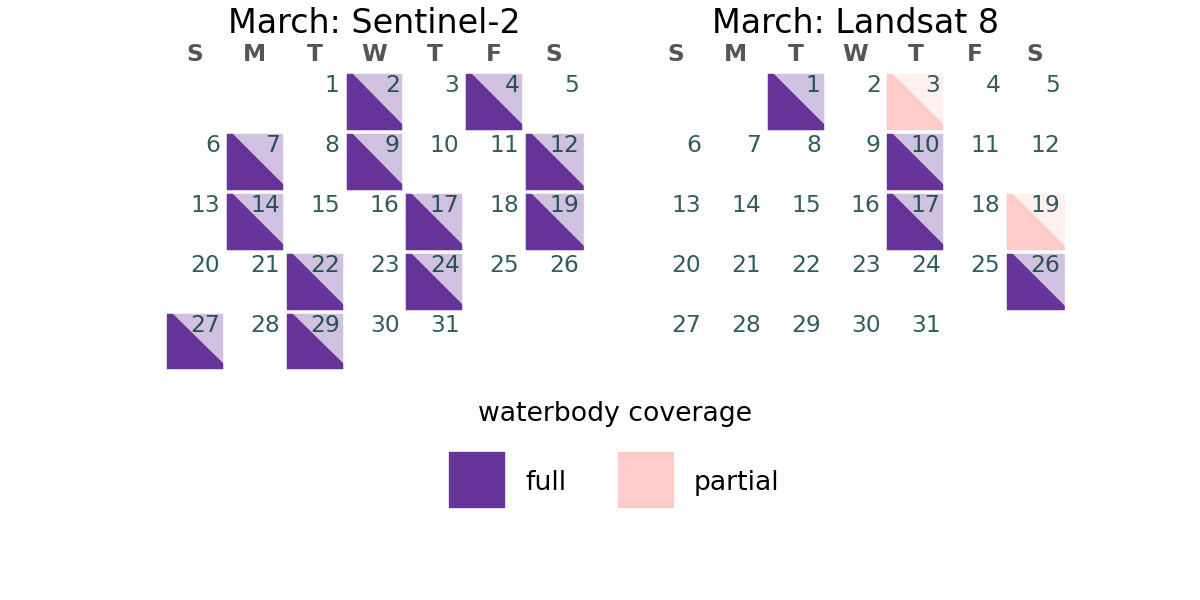 March: Sentinel-2
S M T W T F S
1 2 3 4 5
6 7 8 9 10 11 12
13 14 15 16 17 18 19
20 21 22 23 24 25 26
27 28 29 30 31
March: Landsat 8
S M T W T F S
1 2 3 4 5
6 7 8 9 10 11 12
13 14 15 16 17 18 19
20 21 22 23 24 25 26
27 28 29 30 31
waterbody coverage
full
partial